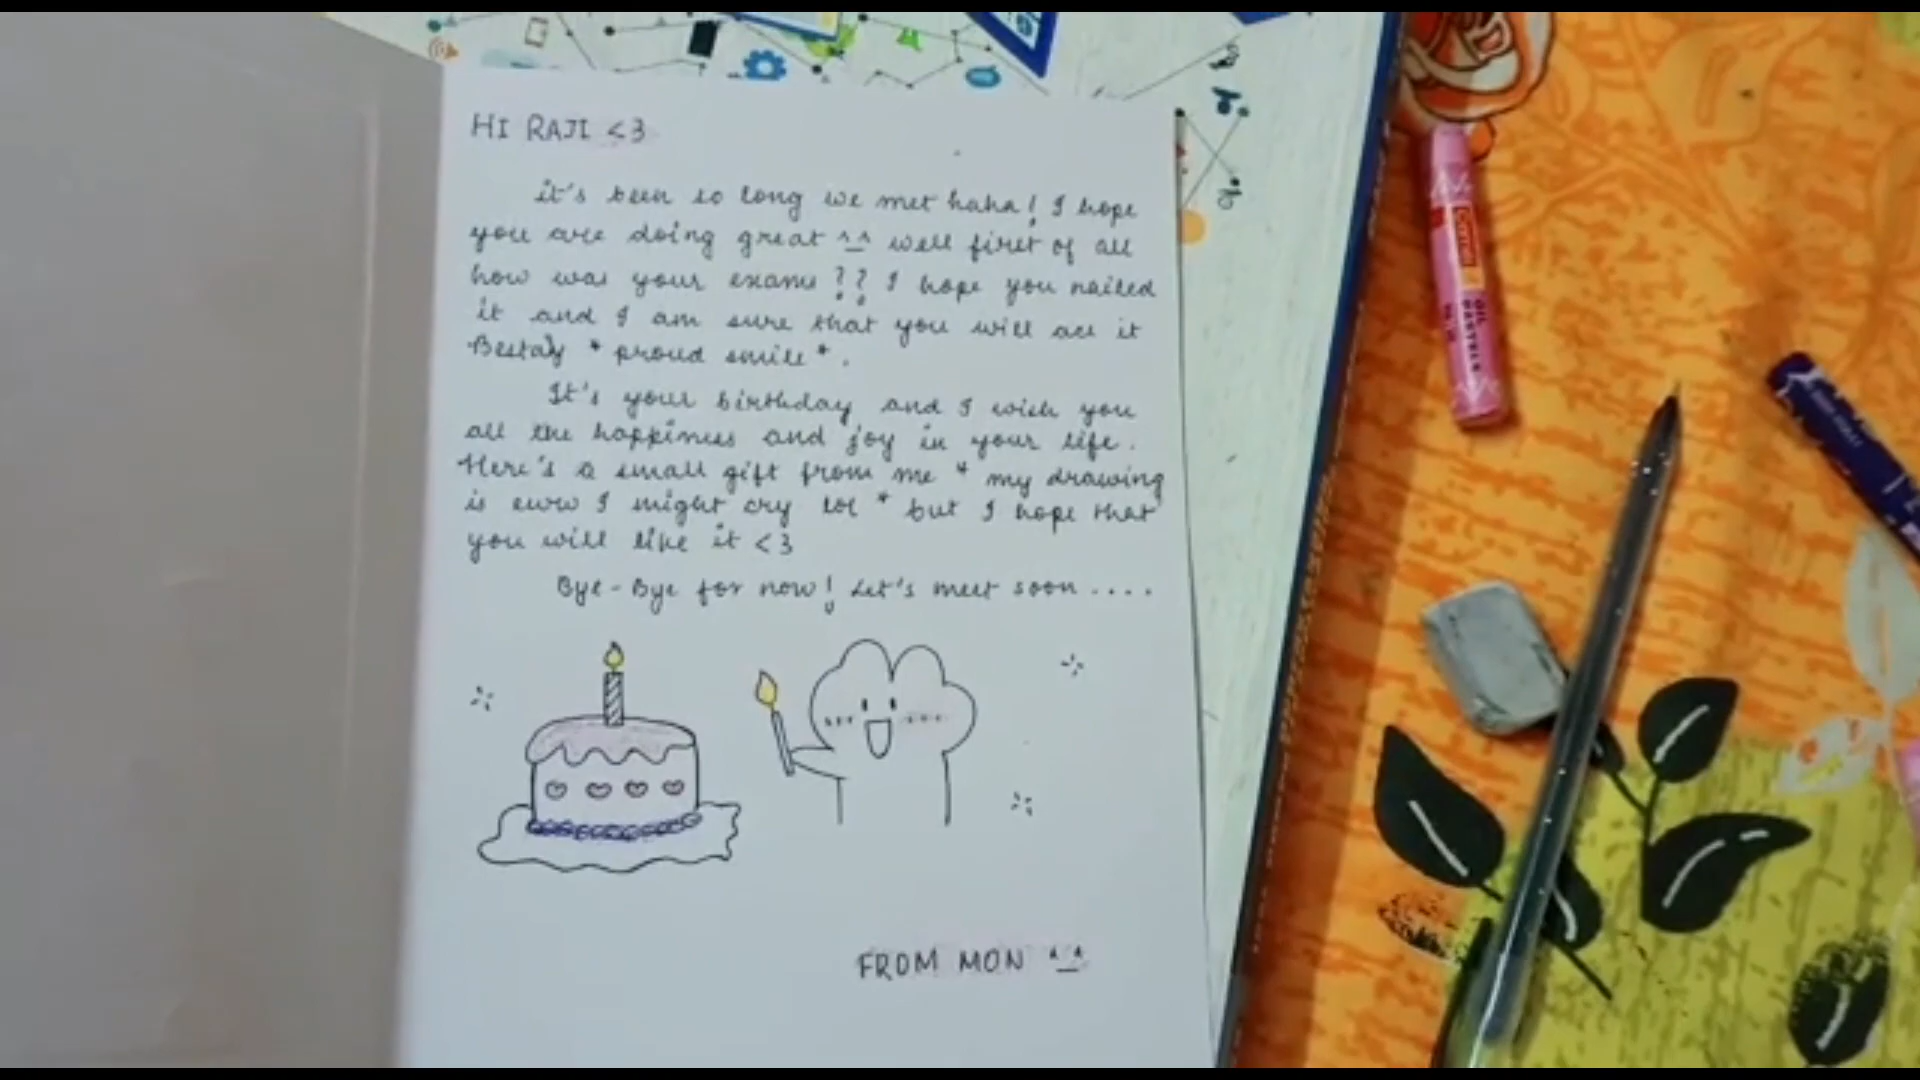 HI RAJI <3
it's been so long we met haha! I hope
you are doing great ^_^ well first of all
how was your exams ?? I hope you nailed
it and I am sure that you will ace it
Bestay * proud smile * .
It's your birthday and I wish you
all the happiness and joy in your life.
Here's a small gift from me * my drawing
is eww I might cry lol * but I hope that
you will like it <3
Bye-Bye for now! Let's meet soon ....
FROM MON ^_^
OIL PASTELS